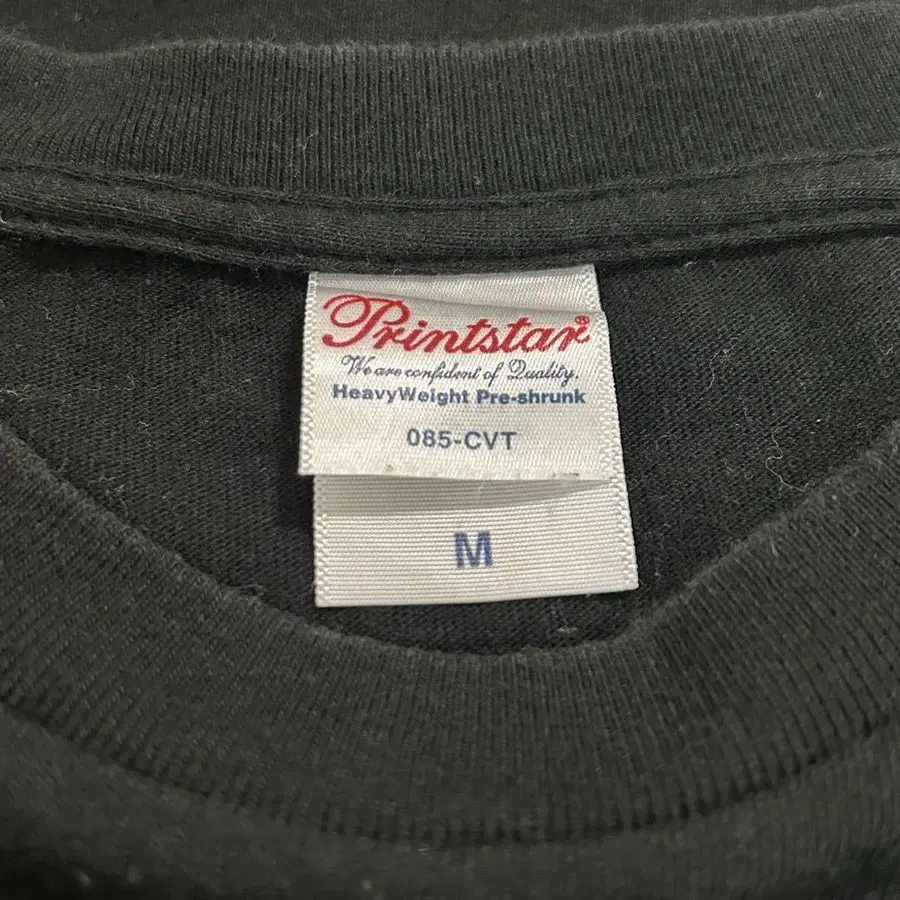 Printstar®
We are confident of Quality.
HeavyWeight Pre-shrunk
085-CVT
M